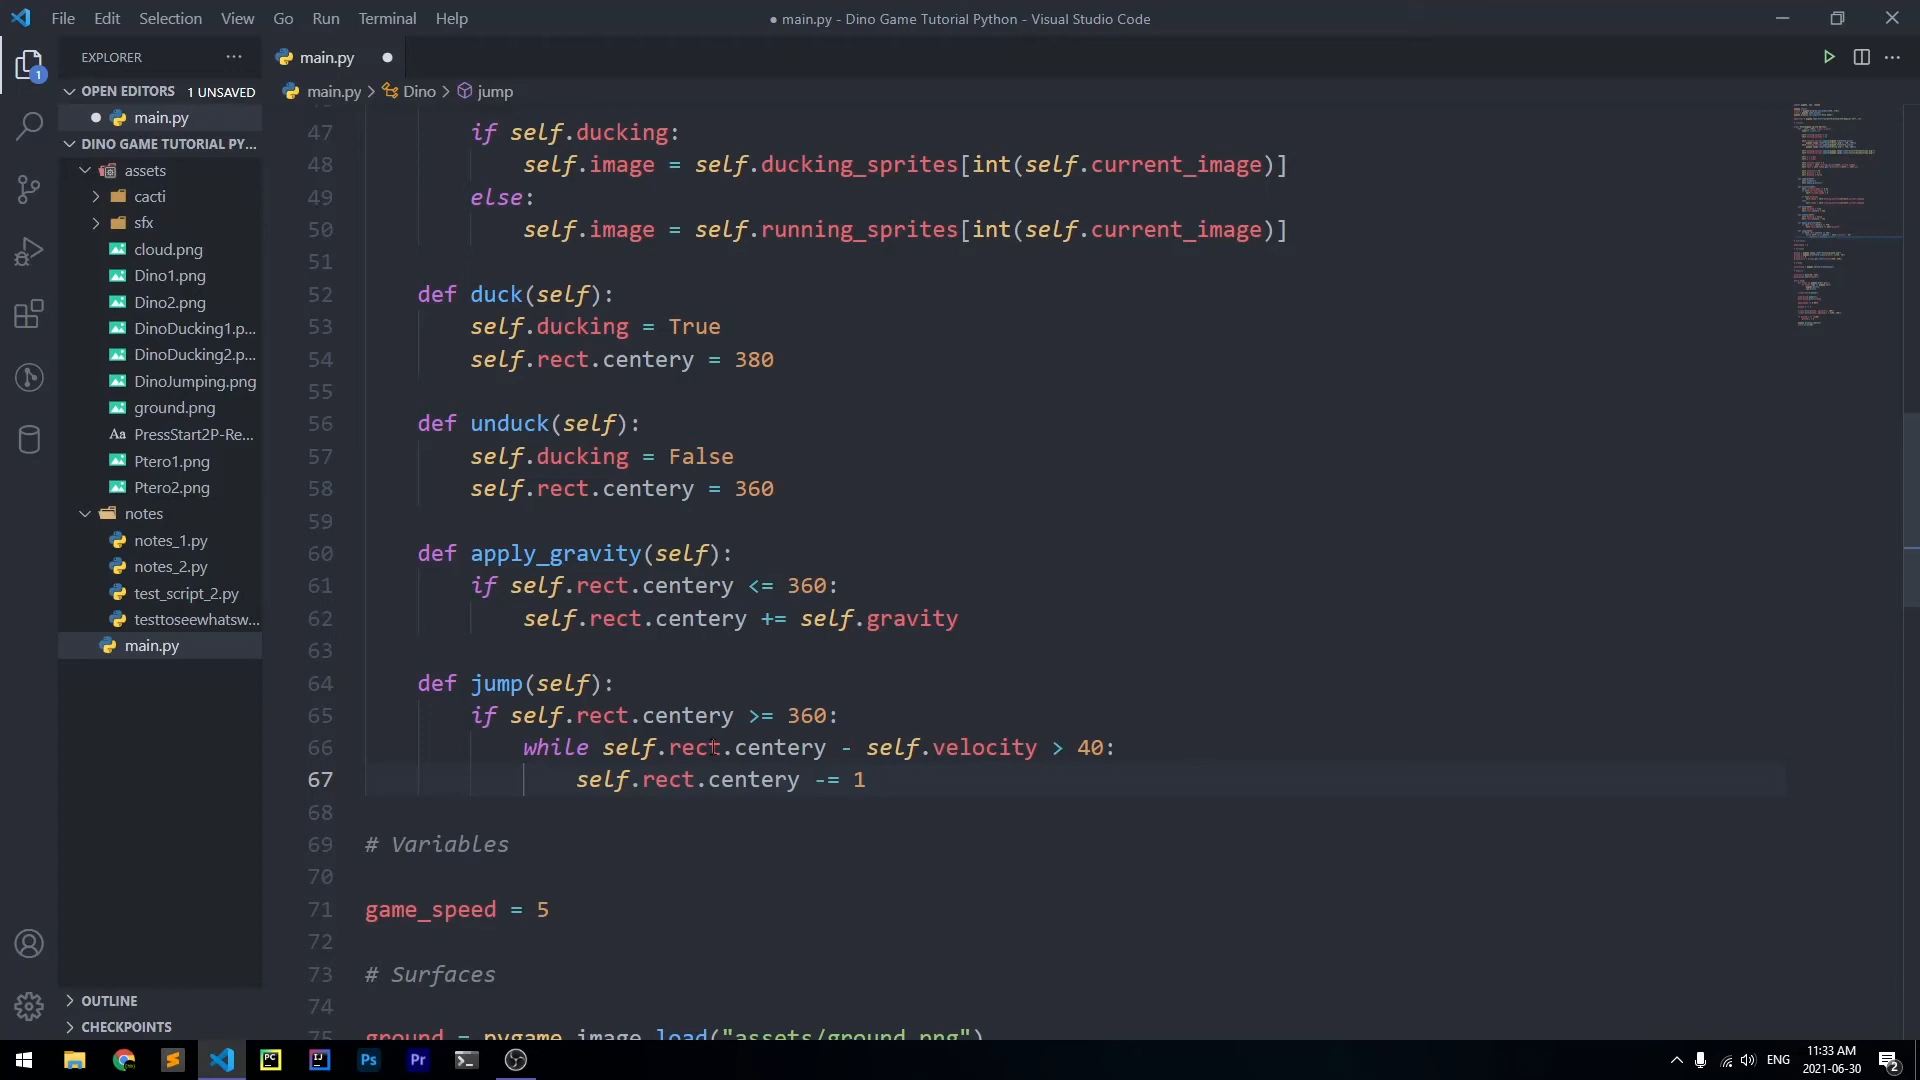 File Edit Selection View Go Run Terminal Help
● main.py - Dino Game Tutorial Python - Visual Studio Code
EXPLORER
OPEN EDITORS 1 UNSAVED
main.py
DINO GAME TUTORIAL PY...
assets
cacti
sfx
cloud.png
Dino1.png
Dino2.png
DinoDucking1.p...
DinoDucking2.p...
DinoJumping.png
ground.png
Aa PressStart2P-Re...
Ptero1.png
Ptero2.png
notes
notes_1.py
notes_2.py
test_script_2.py
testtoseewhatsw...
main.py
OUTLINE
CHECKPOINTS
1
main.py
main.py > Dino > jump
47 if self.ducking:
48 self.image = self.ducking_sprites[int(self.current_image)]
49 else:
50 self.image = self.running_sprites[int(self.current_image)]
51
52 def duck(self):
53 self.ducking = True
54 self.rect.centery = 380
55
56 def unduck(self):
57 self.ducking = False
58 self.rect.centery = 360
59
60 def apply_gravity(self):
61 if self.rect.centery <= 360:
62 self.rect.centery += self.gravity
63
64 def jump(self):
65 if self.rect.centery >= 360:
66 while self.rect.centery - self.velocity > 40:
67 self.rect.centery -= 1
68
69 # Variables
70
71 game_speed = 5
72
73 # Surfaces
74
75 ground = pygame.image.load("assets/ground.png")
PC IJ Ps Pr
ENG
11:33 AM
2021-06-30
2